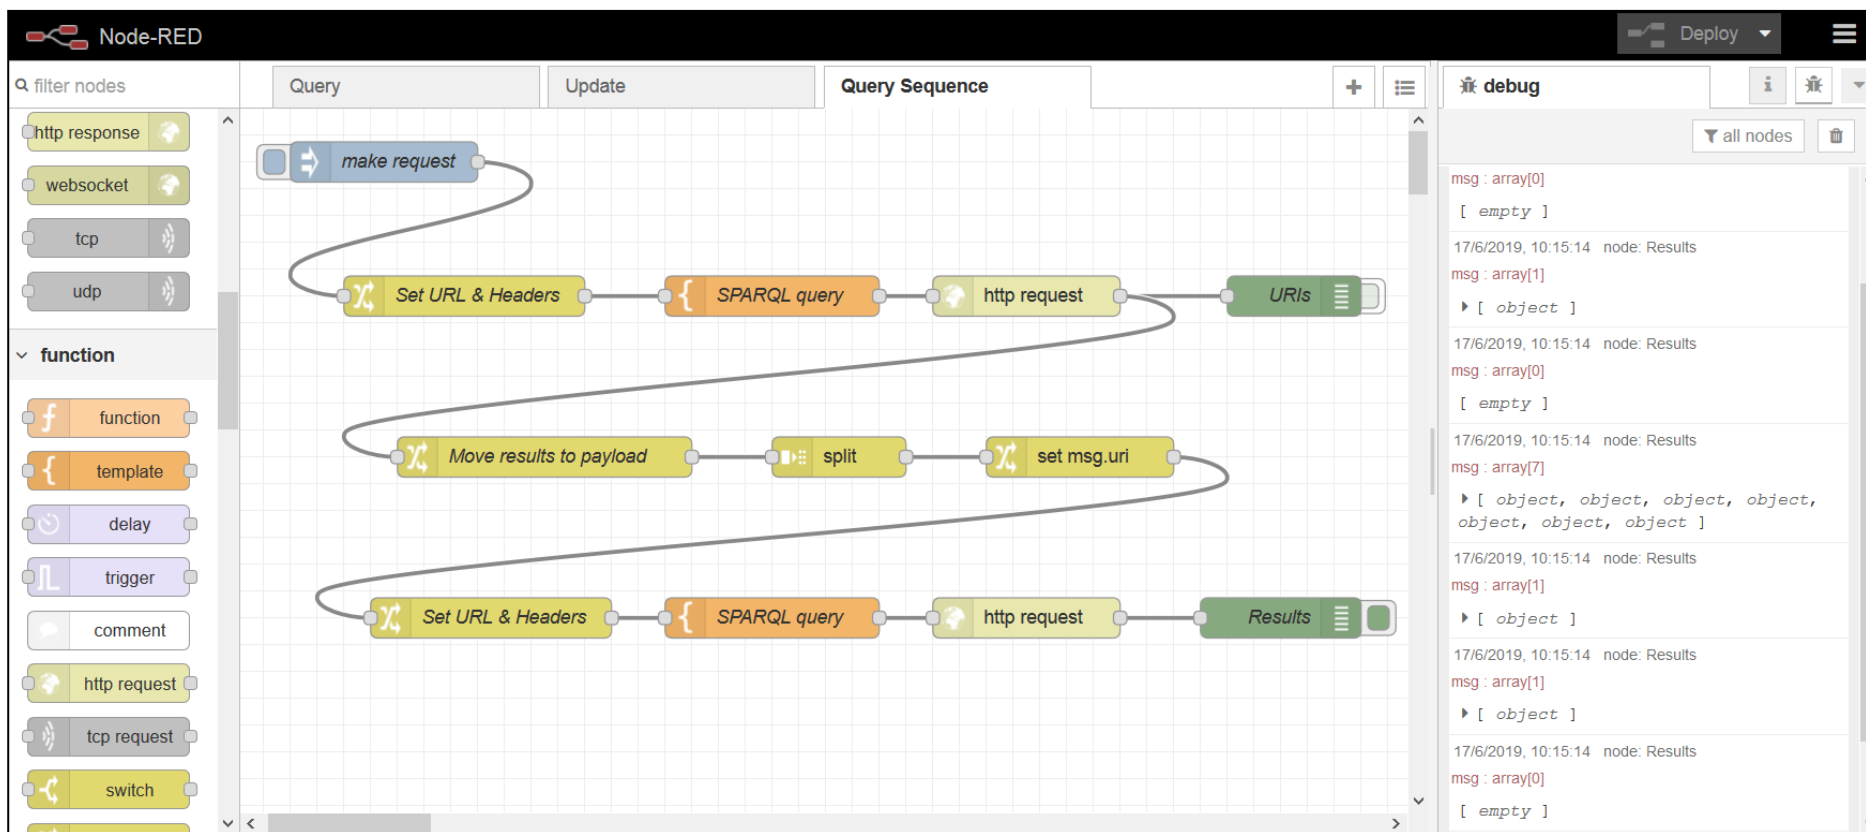 Node-RED
Deploy
filter nodes
Query
Update
Query Sequence
debug
i
all nodes
http response
websocket
tcp
udp
function
function
template
delay
trigger
comment
http request
tcp request
switch
make request
Set URL & Headers
SPARQL query
http request
URIs
Move results to payload
split
set msg.uri
Set URL & Headers
SPARQL query
http request
Results
msg : array[0]
[ empty ]
17/6/2019, 10:15:14 node: Results
msg : array[1]
[ object ]
17/6/2019, 10:15:14 node: Results
msg : array[0]
[ empty ]
17/6/2019, 10:15:14 node: Results
msg : array[7]
[ object, object, object, object,
object, object, object ]
17/6/2019, 10:15:14 node: Results
msg : array[1]
[ object ]
17/6/2019, 10:15:14 node: Results
msg : array[1]
[ object ]
17/6/2019, 10:15:14 node: Results
msg : array[0]
[ empty ]